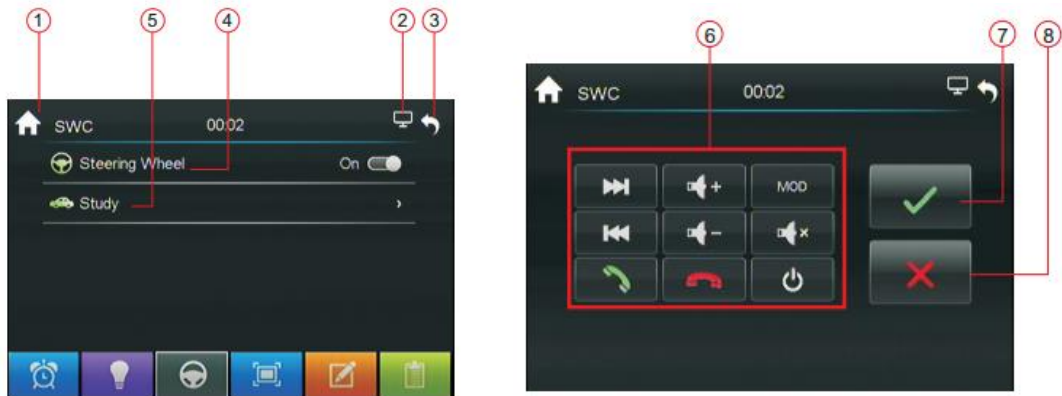 1 5 4 2 3
SWC 00:02
Steering Wheel On
Study
6 7 8
SWC 00:02
MOD